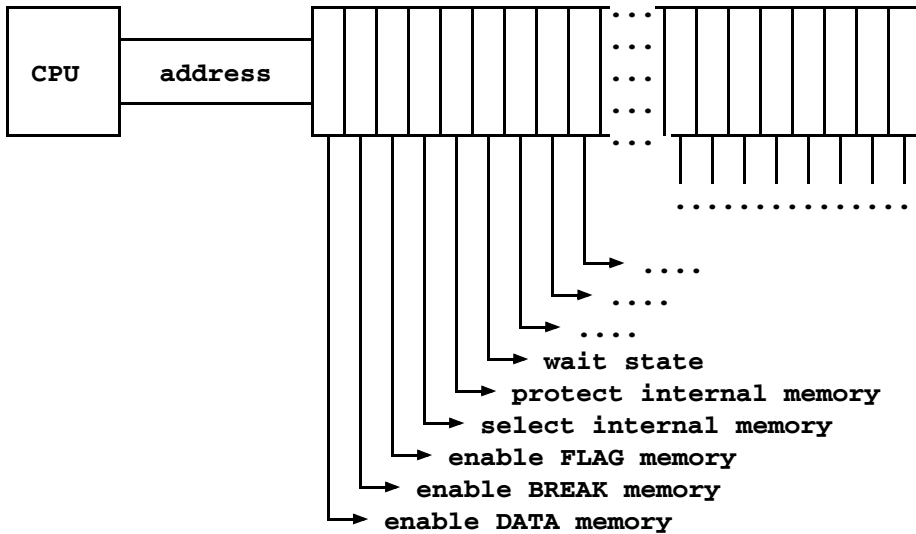 CPU
address
....
....
....
wait state
protect internal memory
select internal memory
enable FLAG memory
enable BREAK memory
enable DATA memory